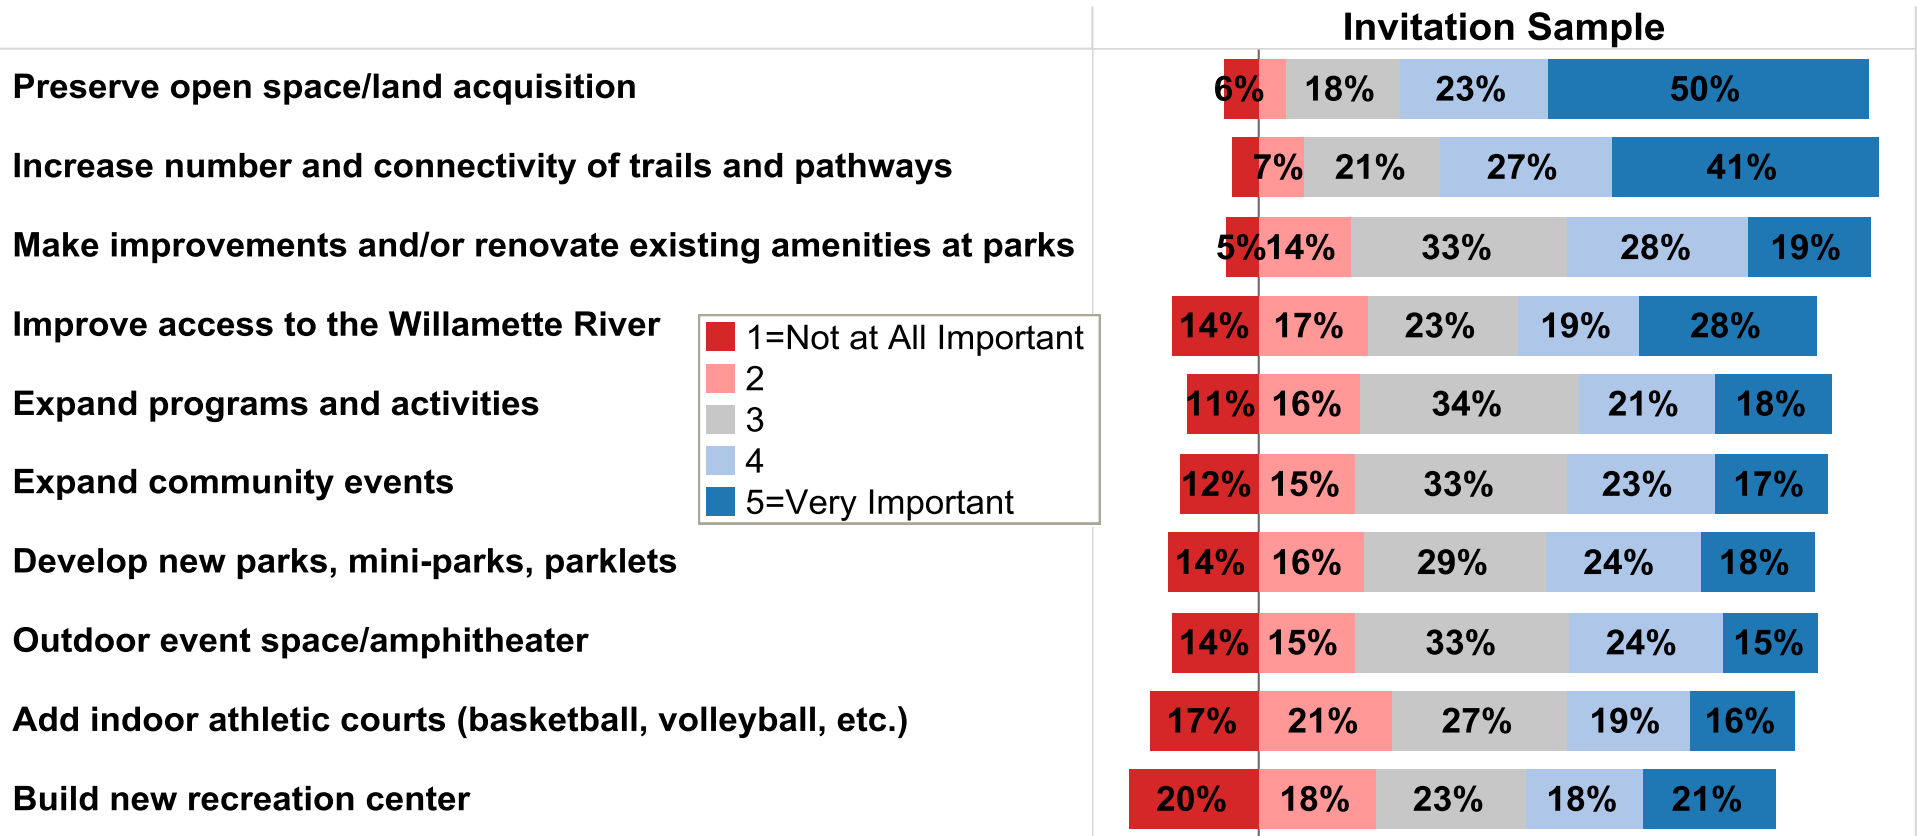 Invitation Sample
Preserve open space/land acquisition 6% 18% 23% 50%
Increase number and connectivity of trails and pathways 7% 21% 27% 41%
Make improvements and/or renovate existing amenities at parks 5% 14% 33% 28% 19%
Improve access to the Willamette River 14% 17% 23% 19% 28%
Expand programs and activities 11% 16% 34% 21% 18%
Expand community events 12% 15% 33% 23% 17%
Develop new parks, mini-parks, parklets 14% 16% 29% 24% 18%
Outdoor event space/amphitheater 14% 15% 33% 24% 15%
Add indoor athletic courts (basketball, volleyball, etc.) 17% 21% 27% 19% 16%
Build new recreation center 20% 18% 23% 18% 21%
1=Not at All Important
2
3
4
5=Very Important